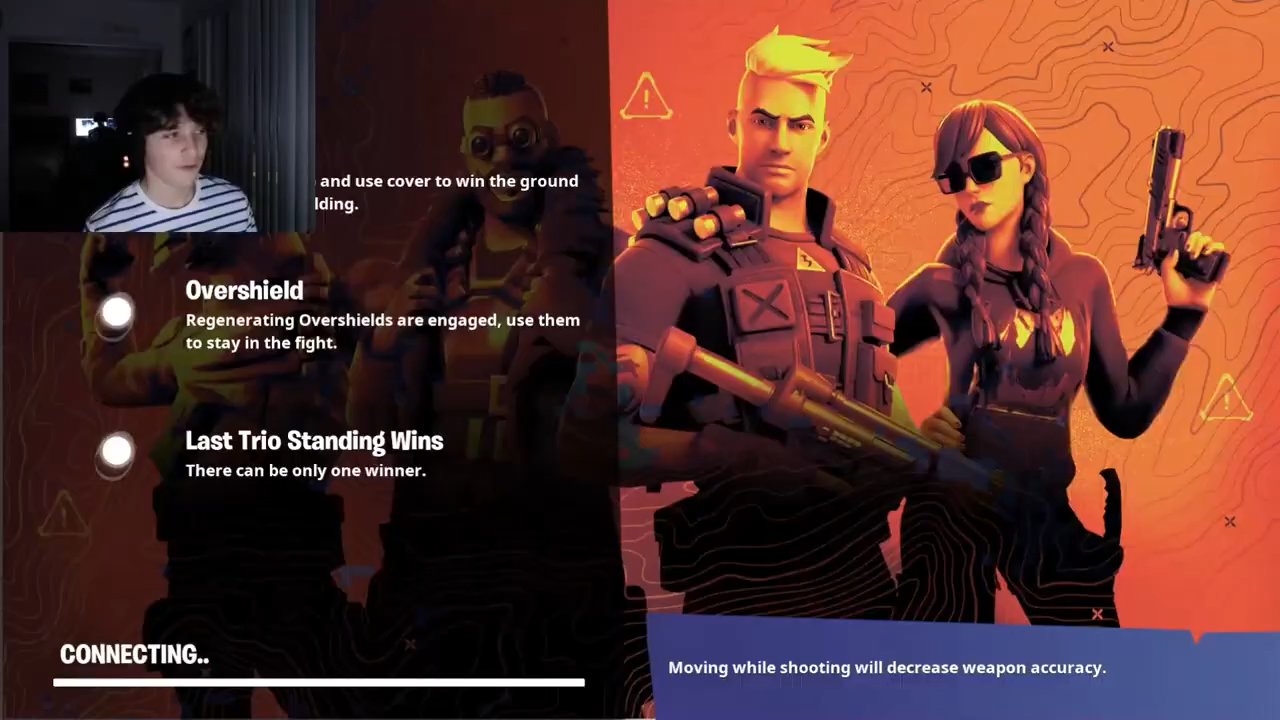 and use cover to win the ground
lding.
Overshield
Regenerating Overshields are engaged, use them
to stay in the fight.
Last Trio Standing Wins
There can be only one winner.
CONNECTING..
Moving while shooting will decrease weapon accuracy.